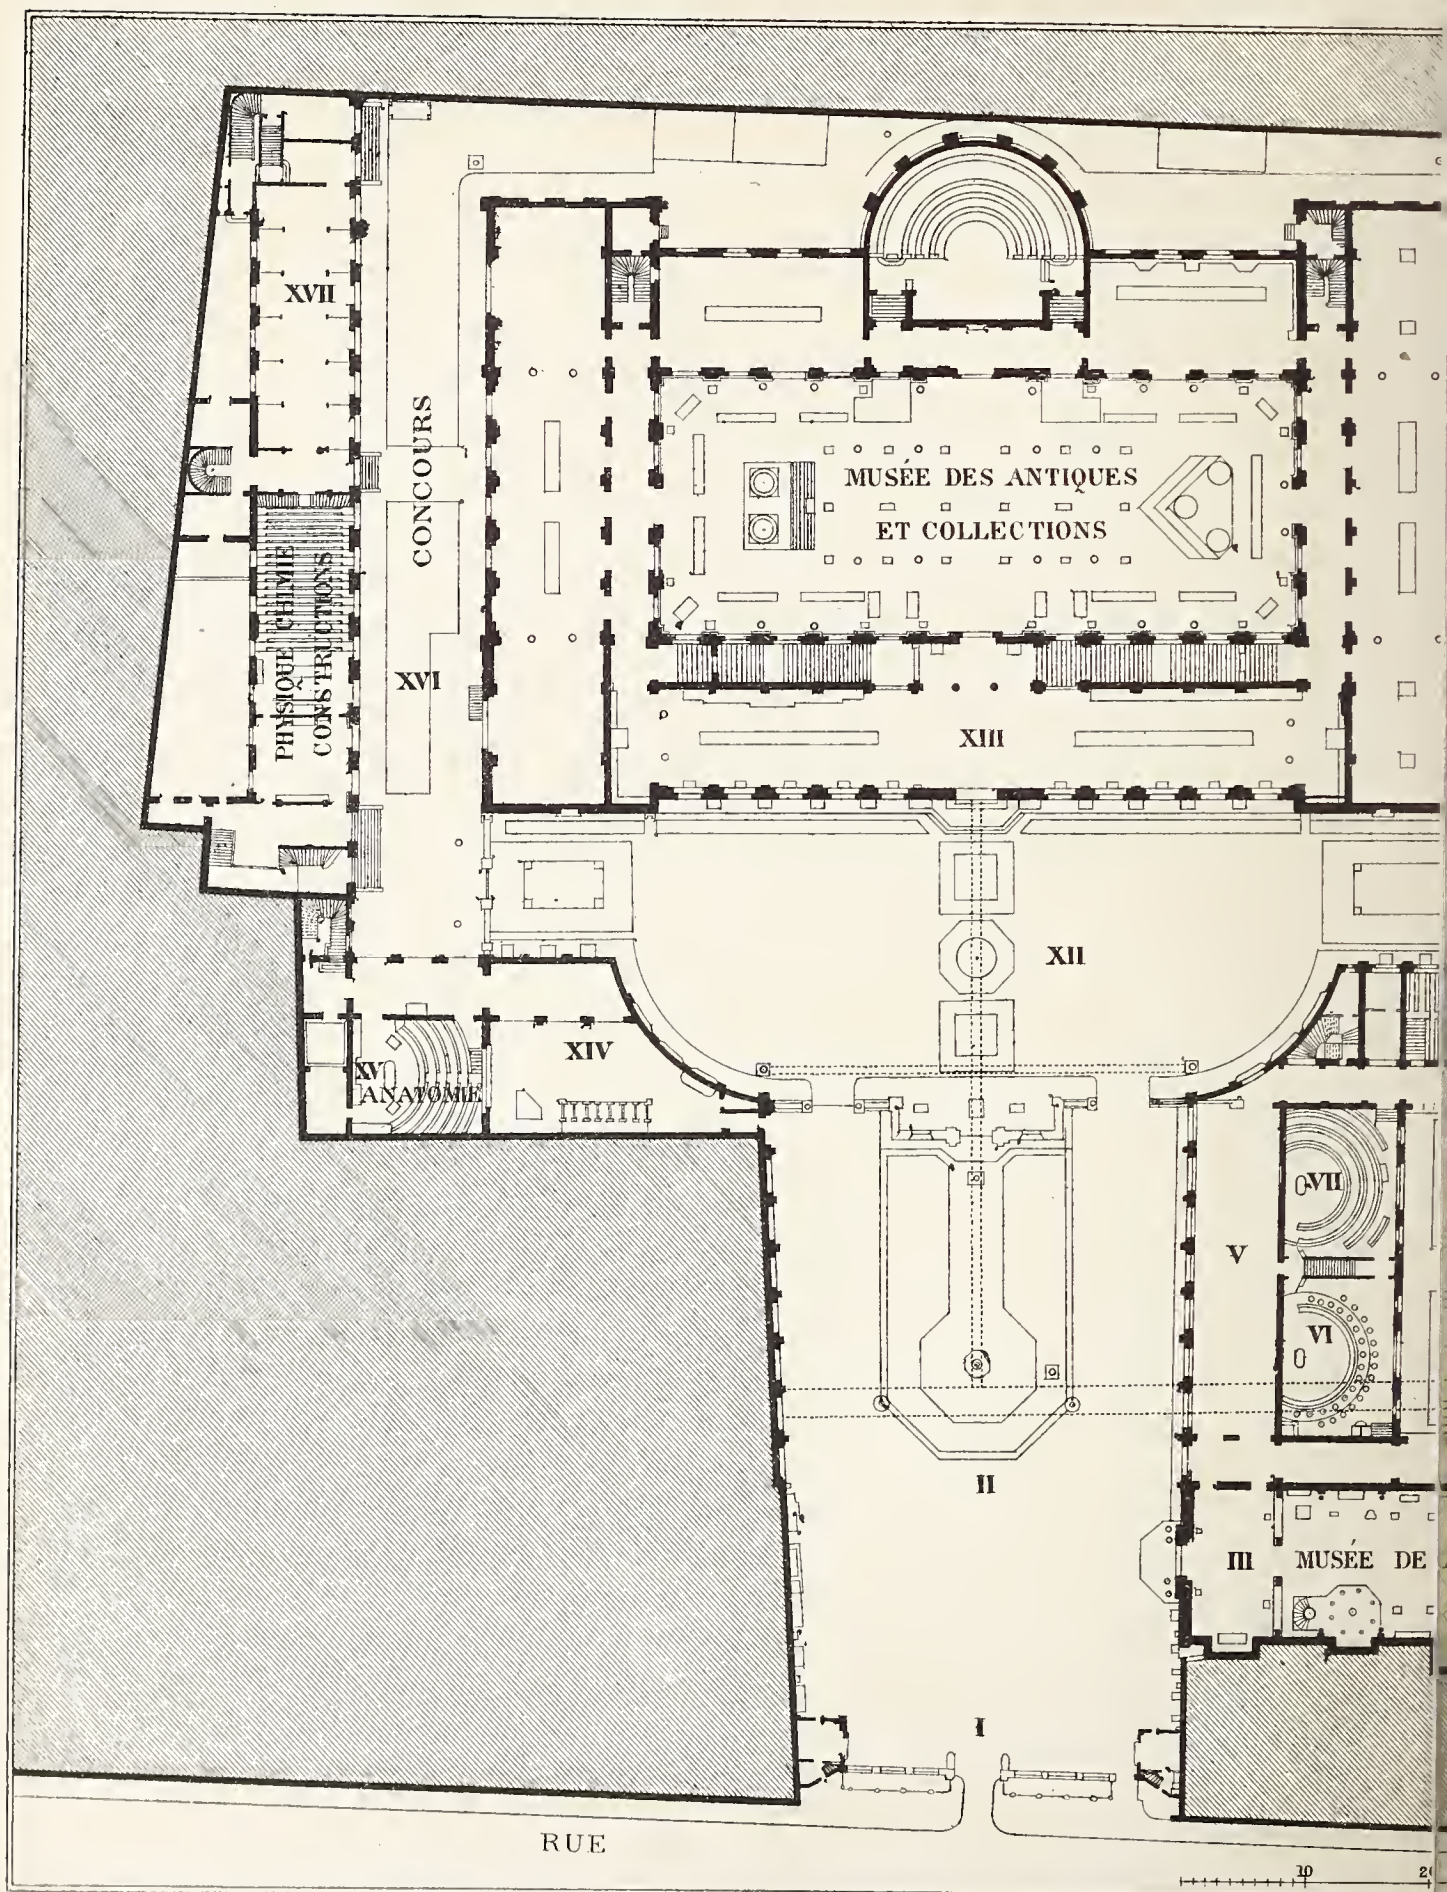 XVII
CONCOURS
MUSÉE DES ANTIQUES
ET COLLECTIONS
PHYSIQUE CHIMIE
CONSTRUCTIONS
XVI
XIII
XII
XIV
XV
ANATOMIE
VII
V
VI
II
III
MUSÉE DE
I
RUE
10